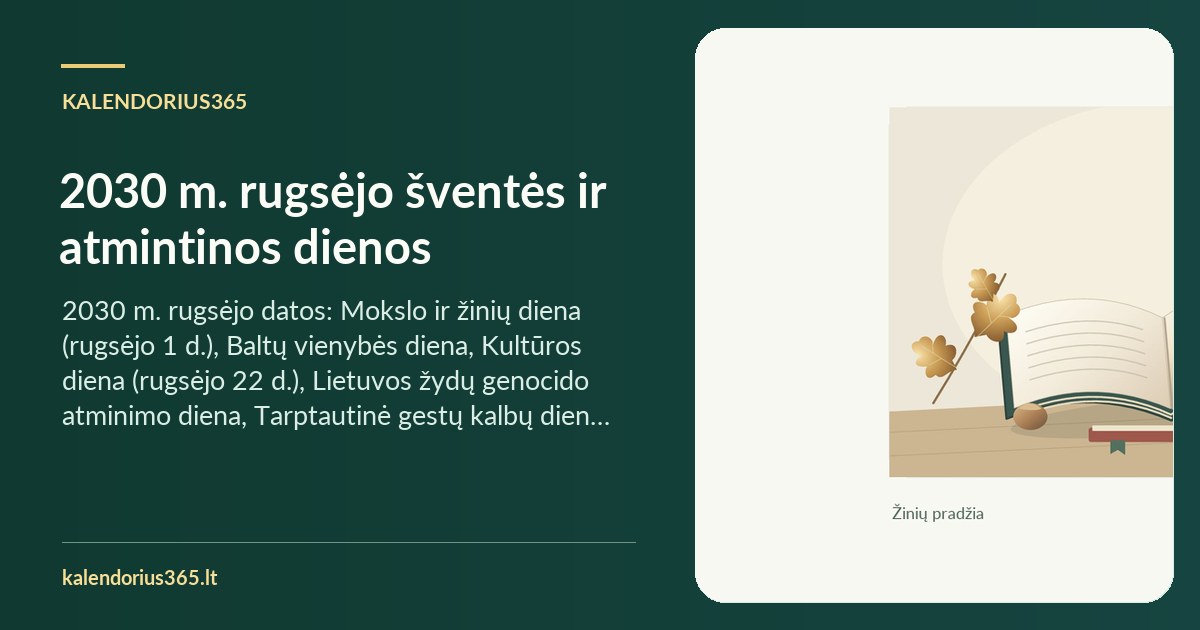 KALENDORIUS365
2030 m. rugsėjo šventės ir
atmintinos dienos
2030 m. rugsėjo datos: Mokslo ir žinių diena
(rugsėjo 1 d.), Baltų vienybės diena, Kultūros
diena (rugsėjo 22 d.), Lietuvos žydų genocido
atminimo diena, Tarptautinė gestų kalbų dien...
kalendorius365.lt
Žinių pradžia